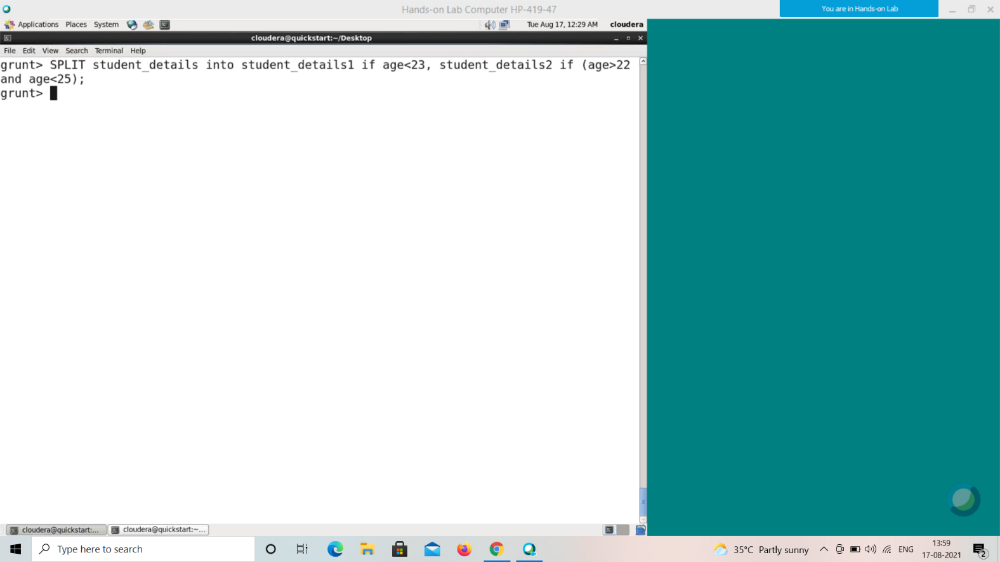 Hands-on Lab Computer HP-419-47
You are in Hands-on Lab
Applications Places System
Tue Aug 17, 12:29 AM cloudera
cloudera@quickstart:~/Desktop
File Edit View Search Terminal Help
grunt> SPLIT student_details into student_details1 if age<23, student_details2 if (age>22
and age<25);
grunt>
cloudera@quickstart:... cloudera@quickstart:~...
Type here to search
35°C Partly sunny
ENG
13:59
17-08-2021
2